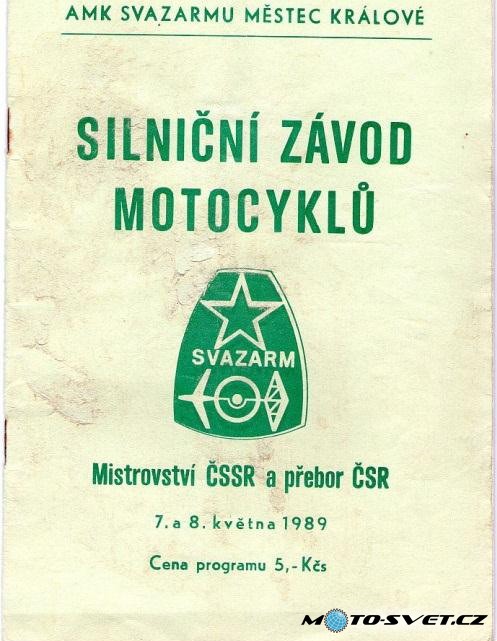 AMK SVAZARMU MĚSTEC KRÁLOVÉ
SILNIČNÍ ZÁVOD
MOTOCYKLŮ
SVAZARM
Mistrovství ČSSR a přebor ČSR
7. a 8. května 1989
Cena programu 5,- Kčs
MOTO-SVET.CZ